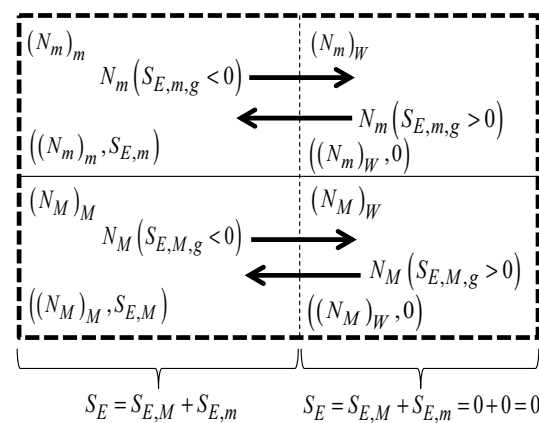 (N_m)_m (N_m)_W
N_m(S_{E,m,g} <0)
N_m(S_{E,m,g} >0)
((N_m)_m, S_{E,m}) ((N_m)_W, 0)
(N_M)_M (N_M)_W
N_M(S_{E,M,g} <0)
N_M(S_{E,M,g} >0)
((N_M)_M, S_{E,M}) ((N_M)_W, 0)
S_E = S_{E,M} + S_{E,m} S_E = S_{E,M} + S_{E,m} = 0 + 0 = 0